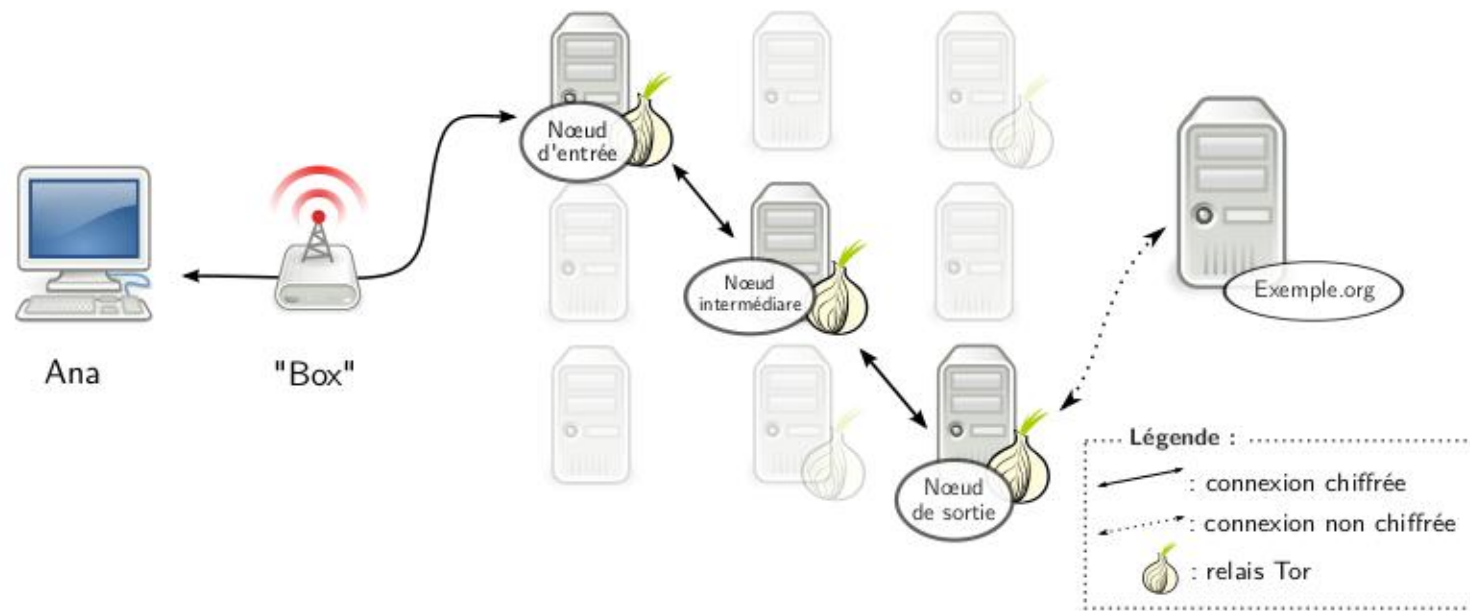 Nœud
d'entrée
Nœud
intermédiare
Nœud
de sortie
Exemple.org
Ana
"Box"
Légende :
: connexion chiffrée
: connexion non chiffrée
: relais Tor